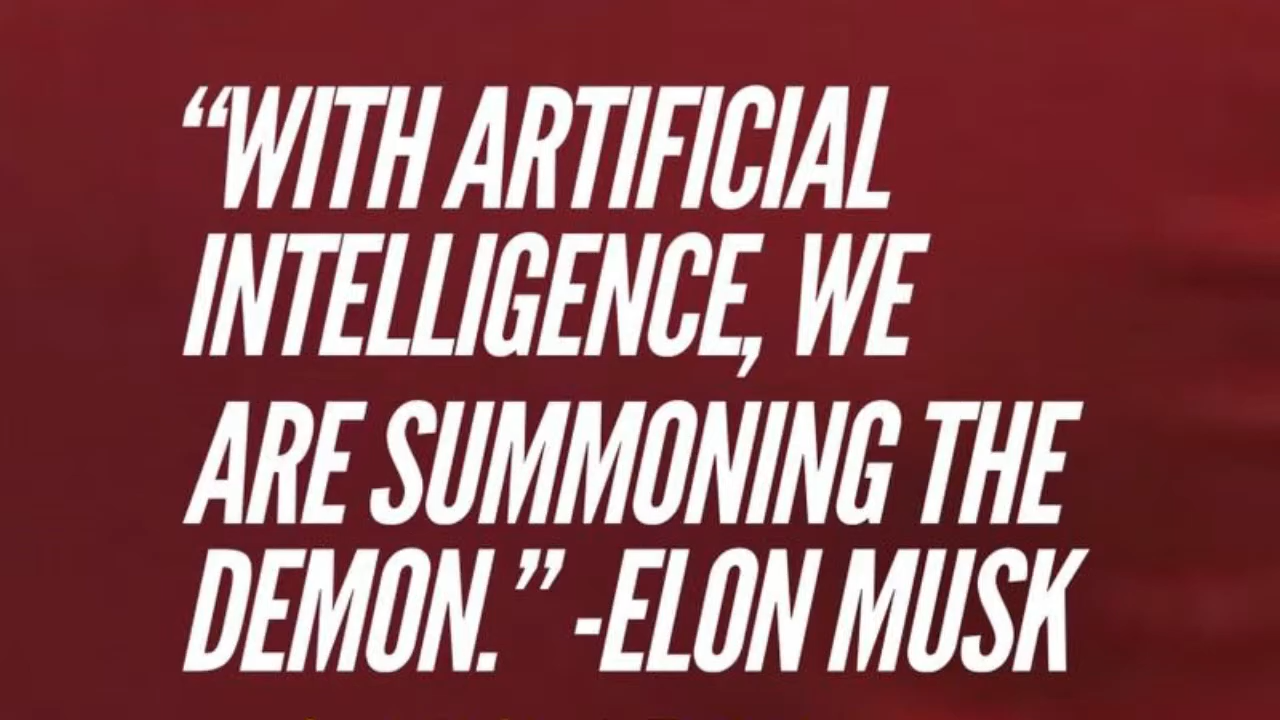 “WITH ARTIFICIAL
INTELLIGENCE, WE
ARE SUMMONING THE
DEMON.” -ELON MUSK